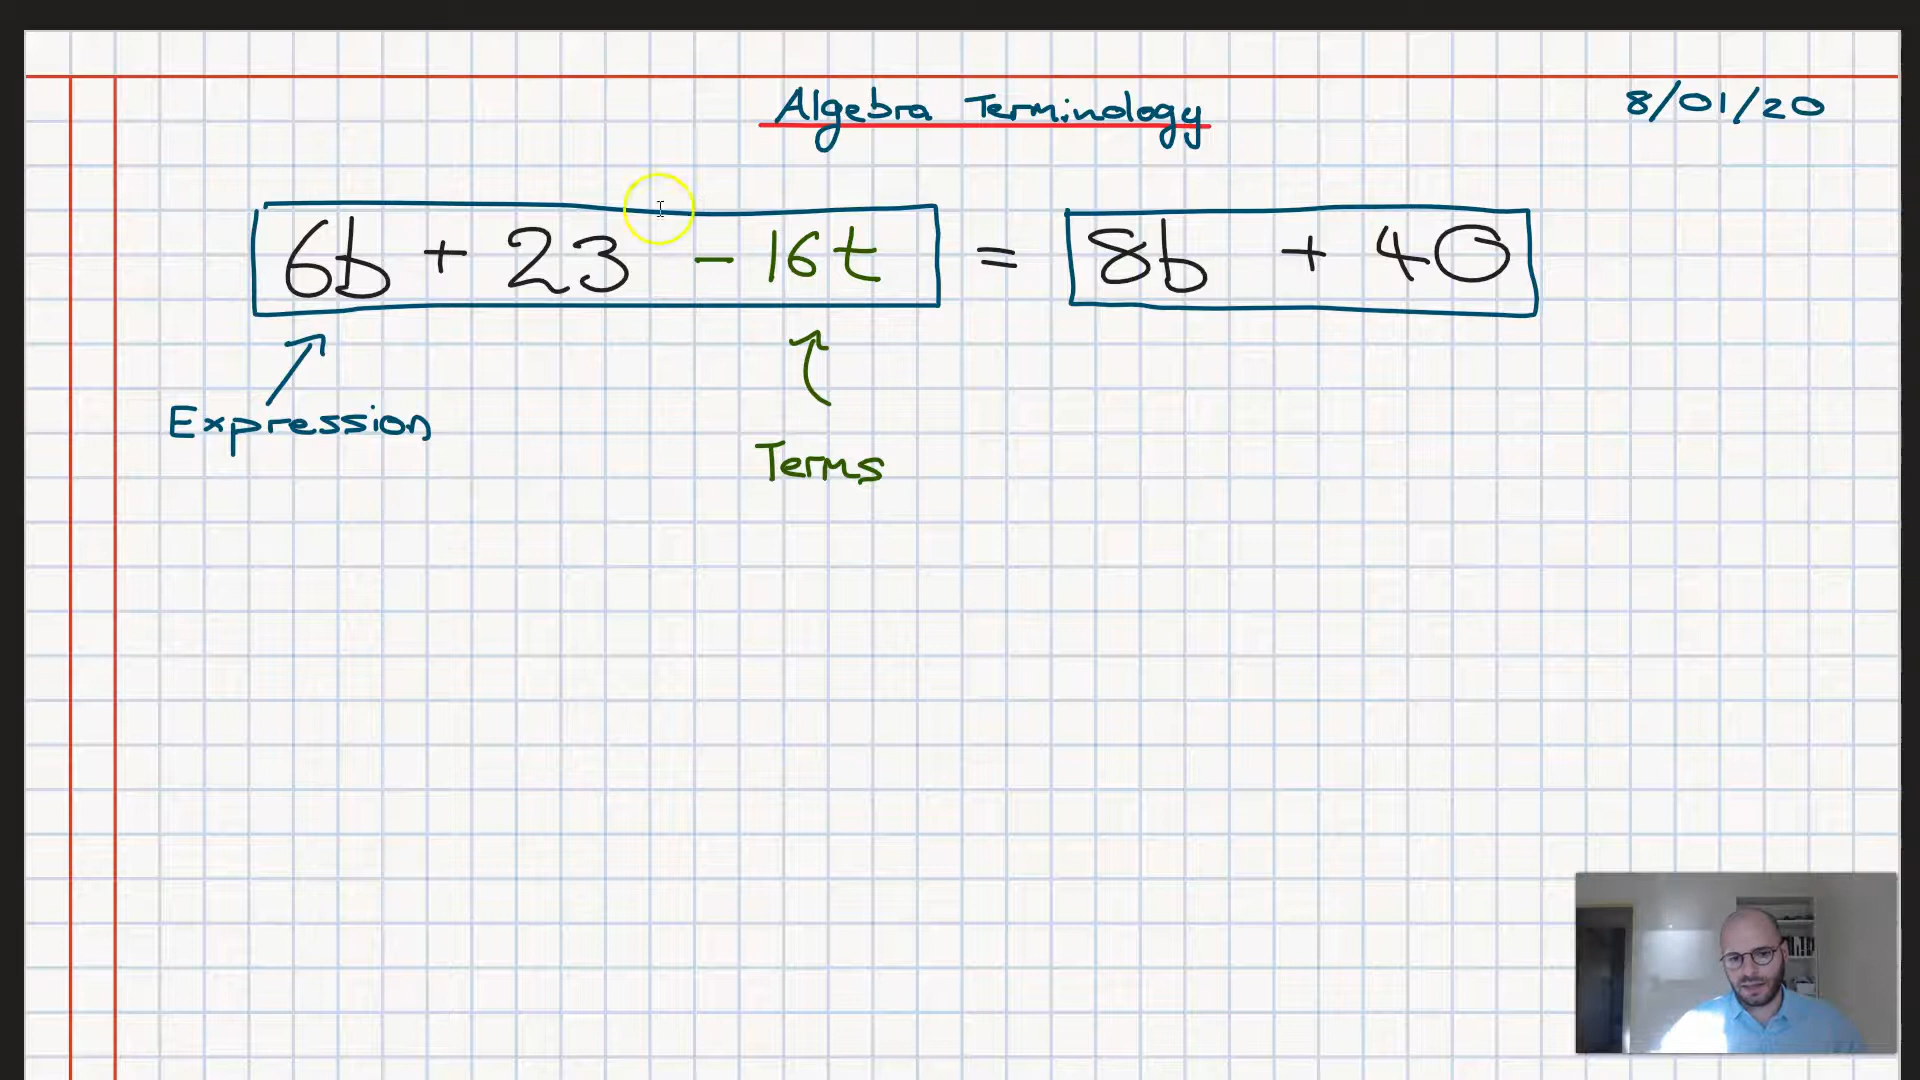 Algebra Terminology 8/01/20
6b + 23 - 16t = 8b + 40
Expression
Terms